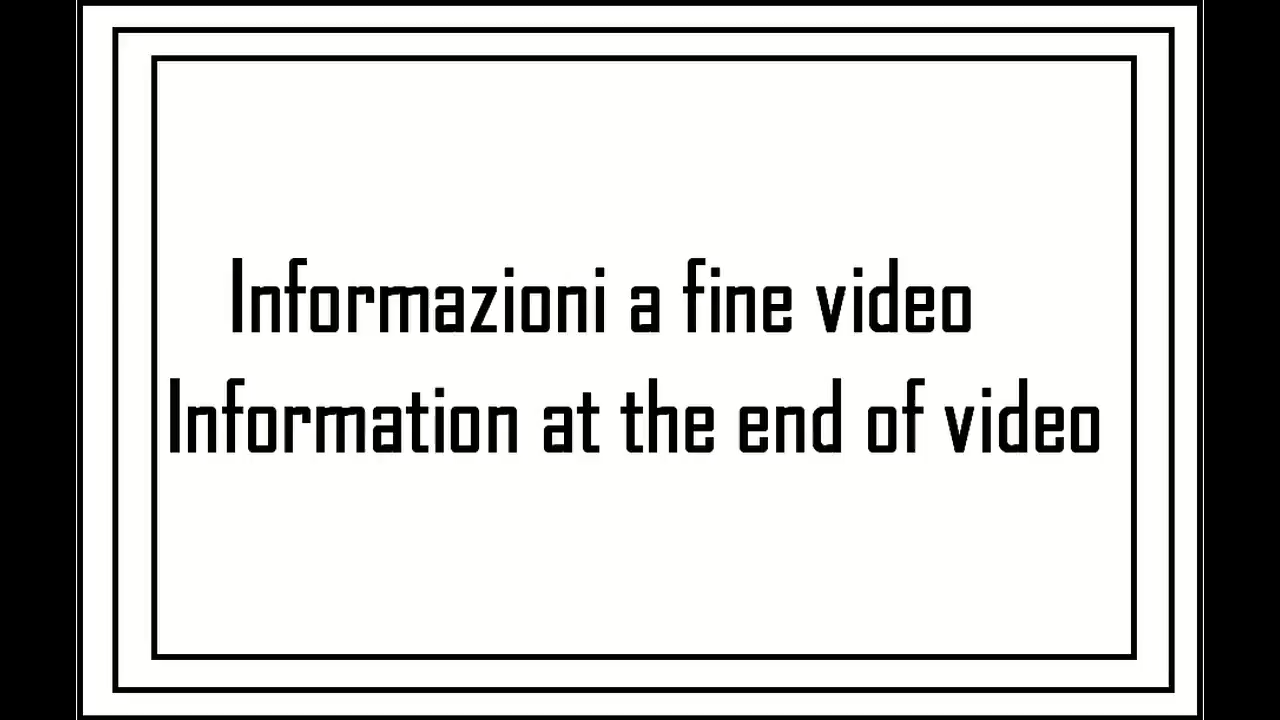 Informazioni a fine video
Information at the end of video